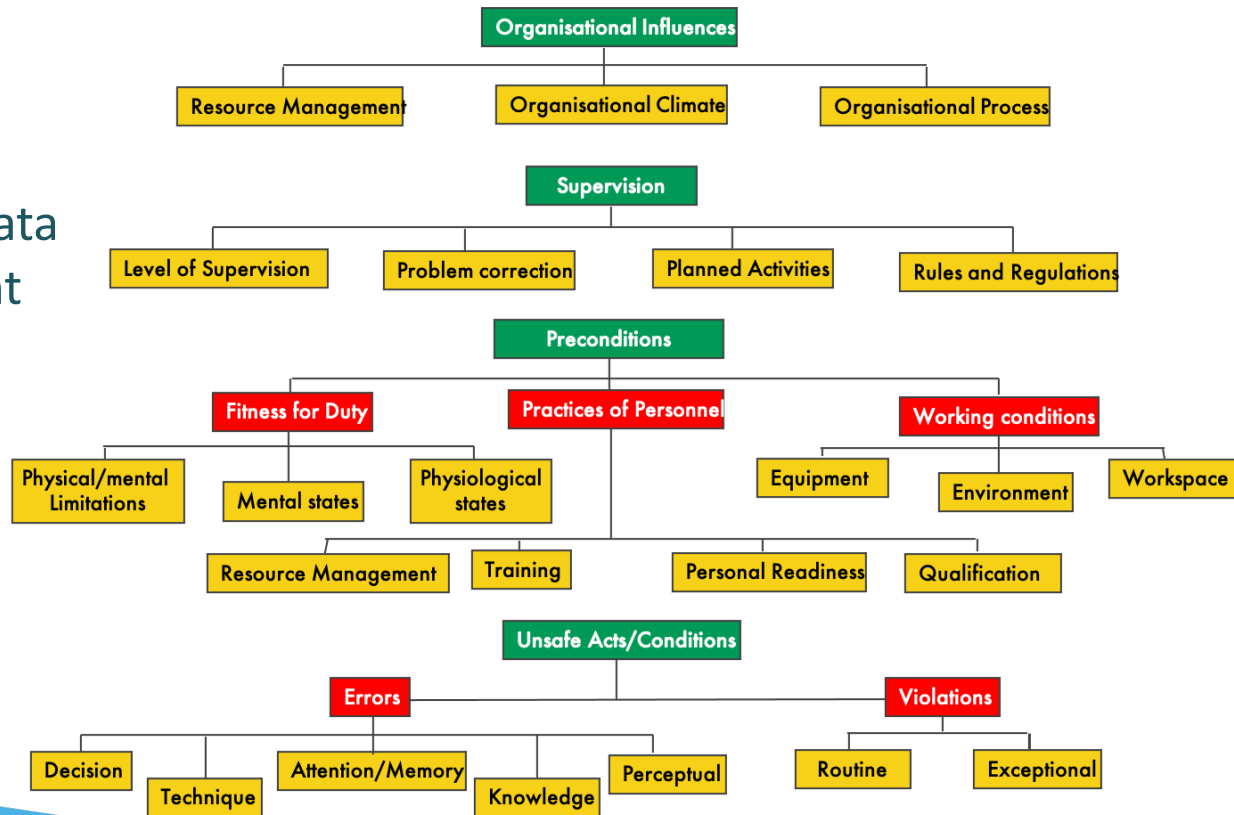 Organisational Influences
Resource Management
Organisational Climate
Organisational Process
Supervision
ata
nt
Level of Supervision
Problem correction
Planned Activities
Rules and Regulations
Preconditions
Fitness for Duty
Practices of Personnel
Working conditions
Physical/mental
Limitations
Mental states
Physiological
states
Equipment
Environment
Workspace
Resource Management
Training
Personal Readiness
Qualification
Unsafe Acts/Conditions
Errors
Violations
Decision
Technique
Attention/Memory
Knowledge
Perceptual
Routine
Exceptional